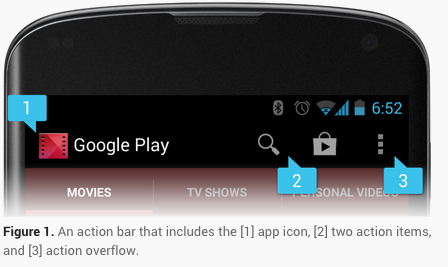 1
6:52
Google Play
2
3
MOVIES
TV SHOWS
PERSONAL VIDEOS
Figure 1. An action bar that includes the [1] app icon, [2] two action items,
and [3] action overflow.